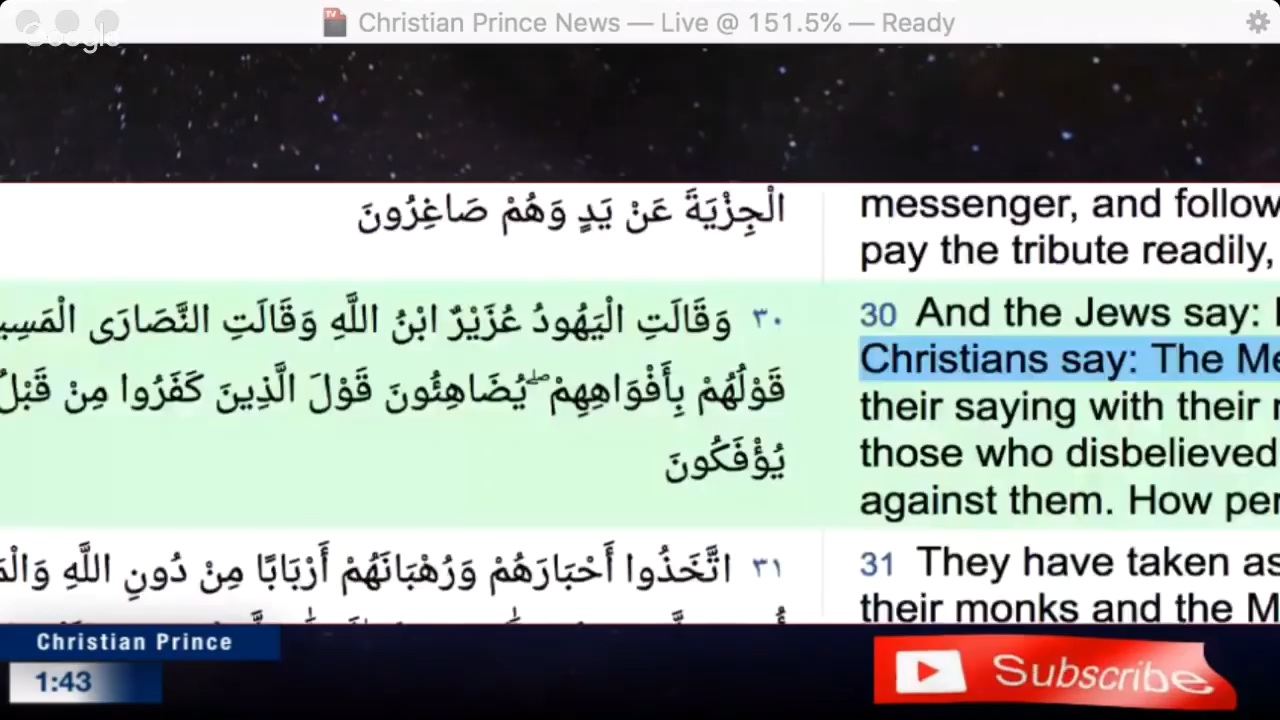 Christian Prince News — Live @ 151.5% — Ready
Google
الْجِزْيَةَ عَنْ يَدٍ وَهُمْ صَاغِرُونَ
messenger, and follow
pay the tribute readily,
٣٠ وَقَالَتِ الْيَهُودُ عُزَيْرٌ ابْنُ اللَّهِ وَقَالَتِ النَّصَارَى
قَوْلُهُمْ بِأَفْوَاهِهِمْ ۖ يُضَاهِئُونَ قَوْلَ الَّذِينَ كَفَرُوا مِنْ قَبْلُ
يُؤْفَكُونَ
30 And the Jews say:
Christians say: The Me
their saying with their
those who disbelieved
against them. How per
٣١ اتَّخَذُوا أَحْبَارَهُمْ وَرُهْبَانَهُمْ أَرْبَابًا مِنْ دُونِ اللَّهِ
31 They have taken as
their monks and the M
Christian Prince
1:43
Subscribe